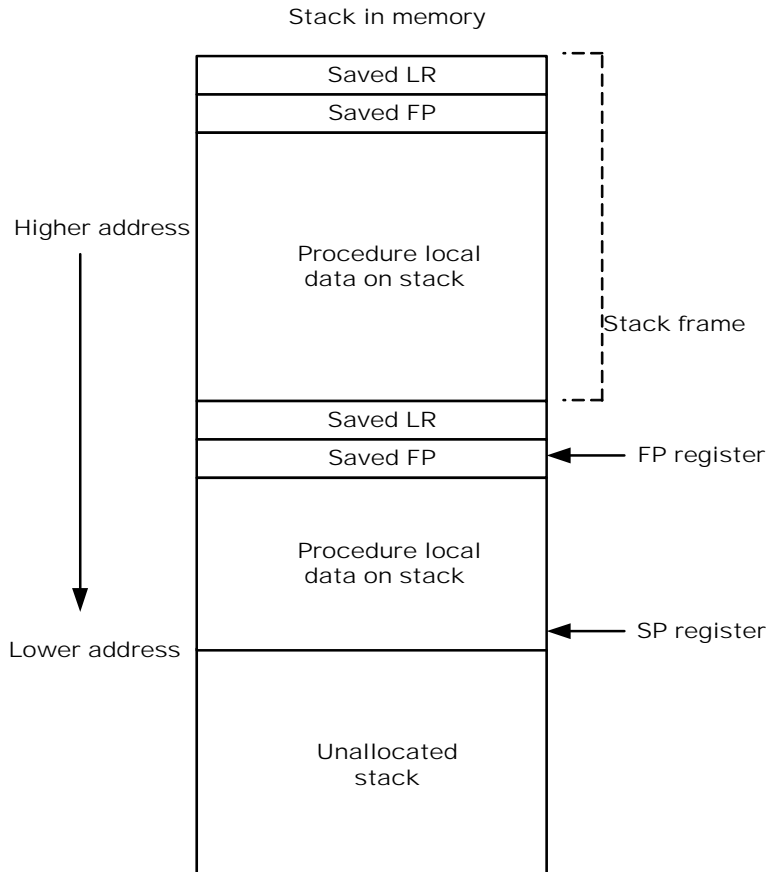 Stack in memory
Saved LR
Saved FP
Higher address
Procedure local
data on stack
Stack frame
Saved LR
Saved FP
FP register
Procedure local
data on stack
SP register
Lower address
Unallocated
stack